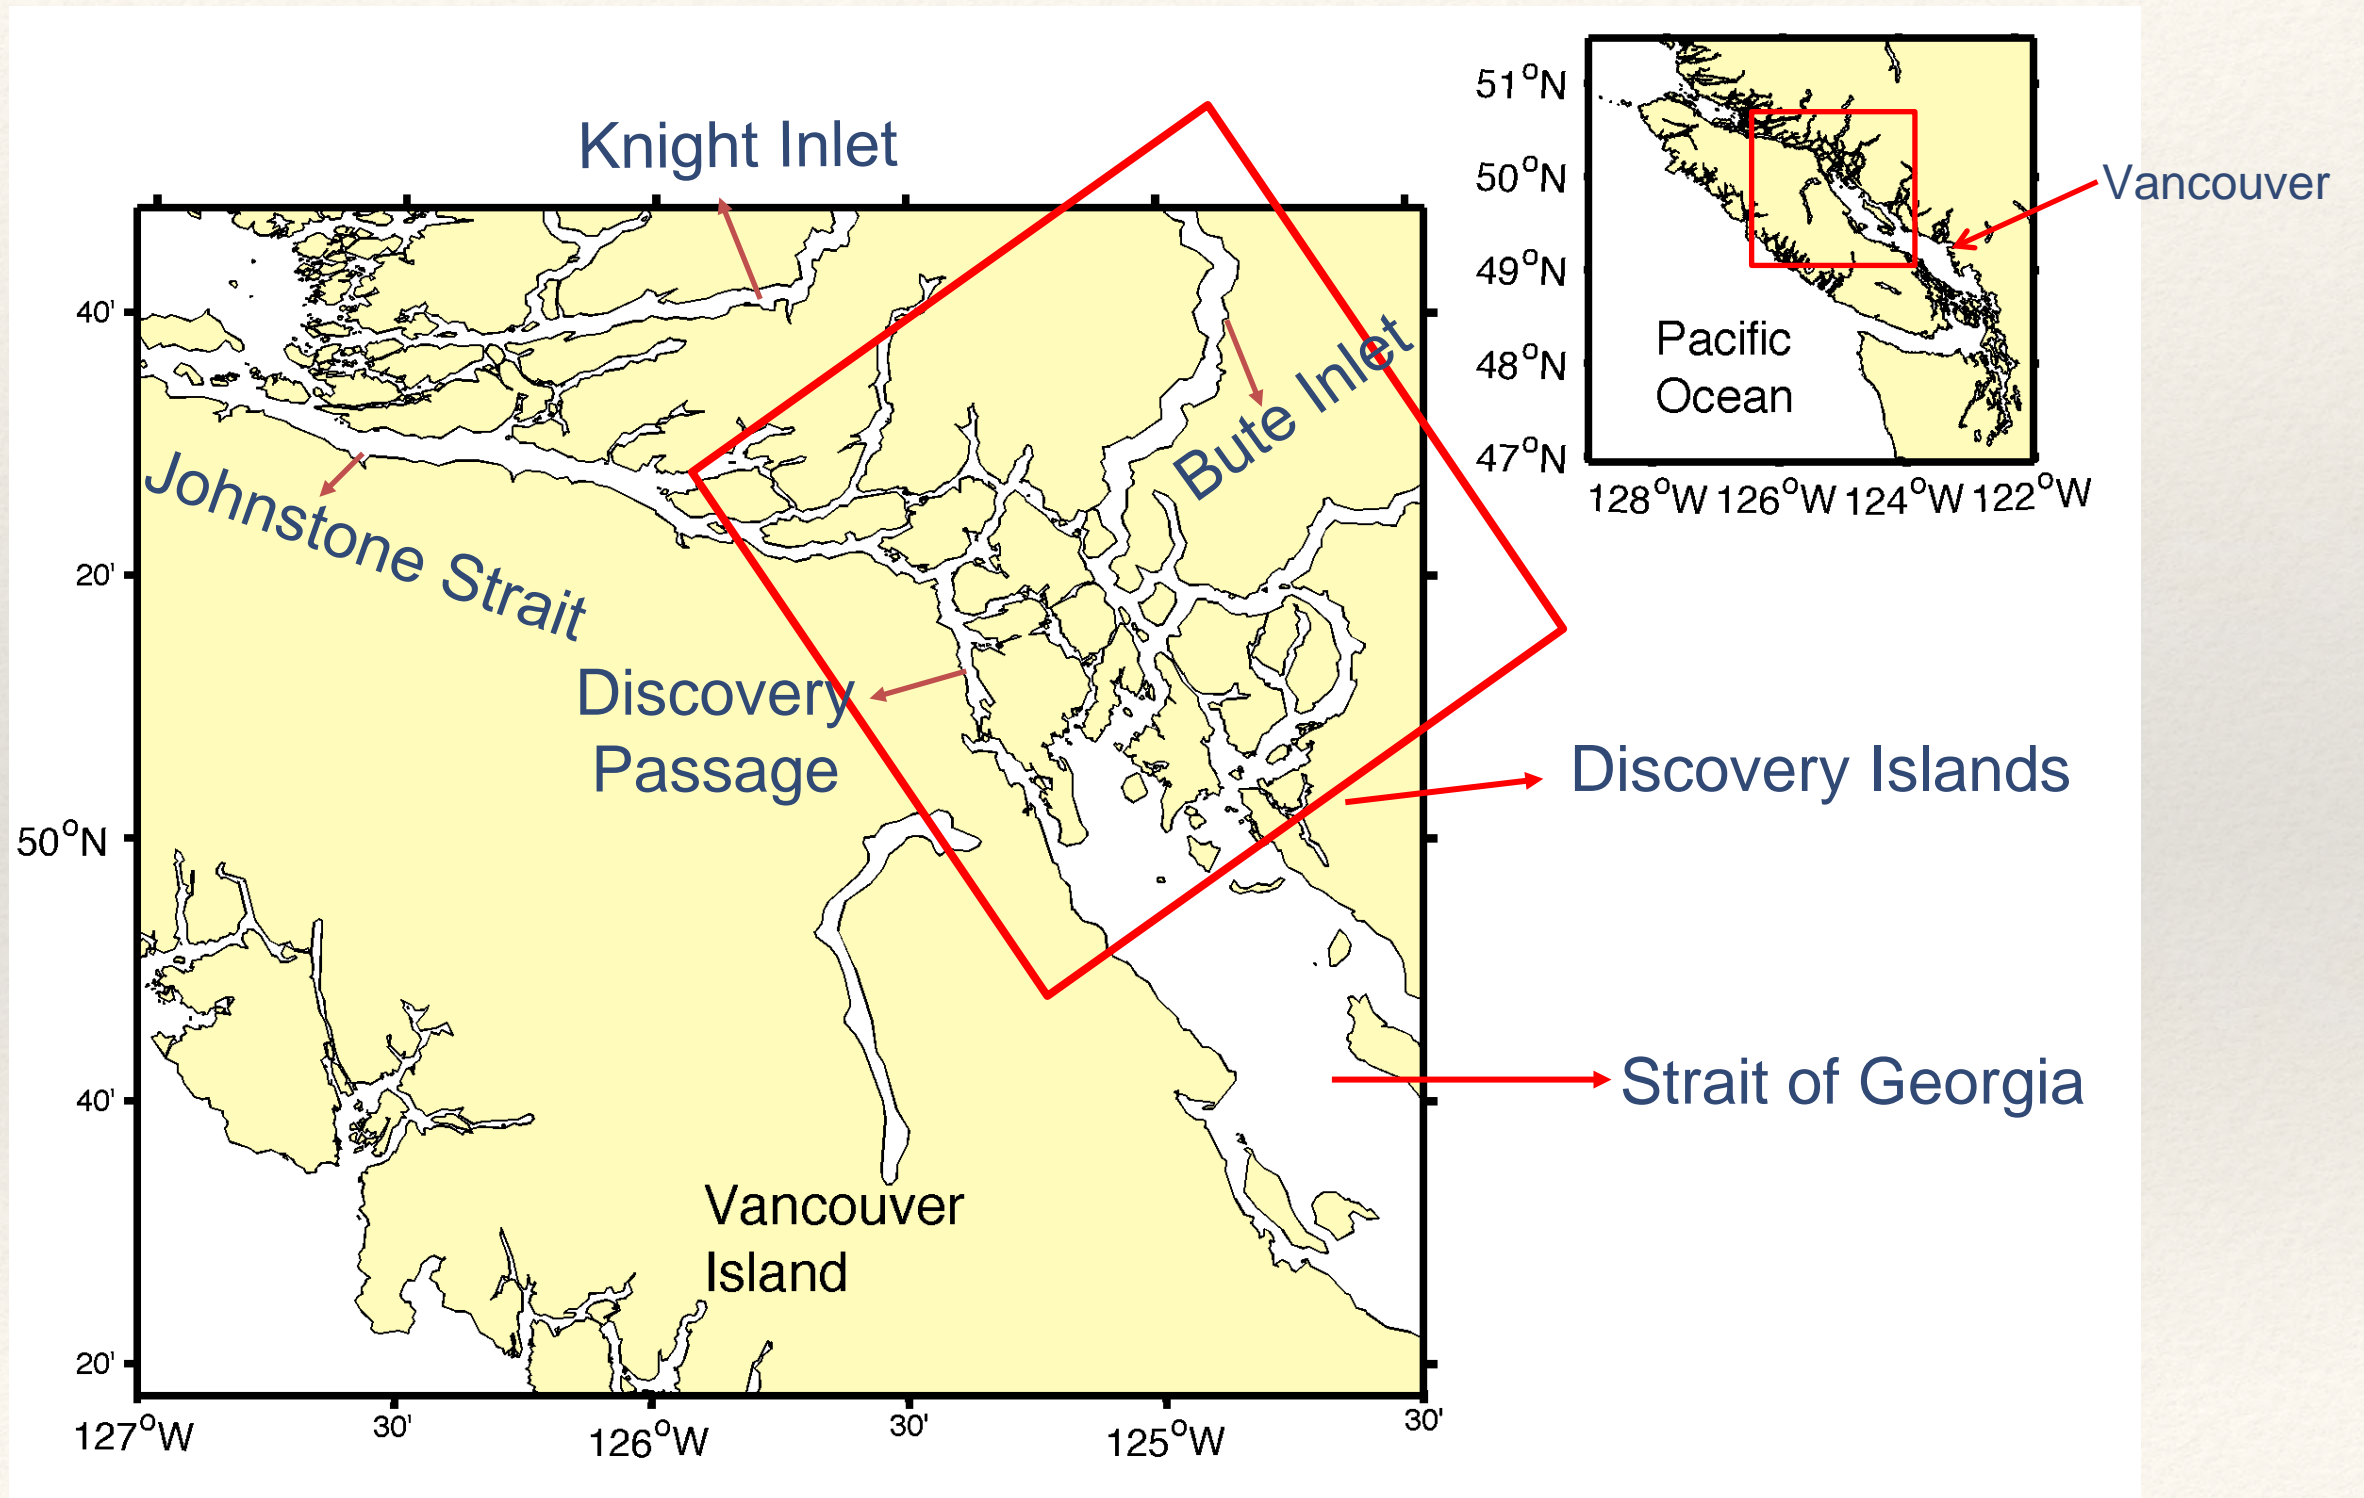 Knight Inlet
Bute Inlet
Johnstone Strait
Discovery
Passage
Vancouver
Island
40'
20'
50°N
40'
20'
127°W
30'
126°W
30'
125°W
30'
51°N
50°N
49°N
48°N
47°N
128°W
126°W
124°W
122°W
Pacific
Ocean
Vancouver
Discovery Islands
Strait of Georgia